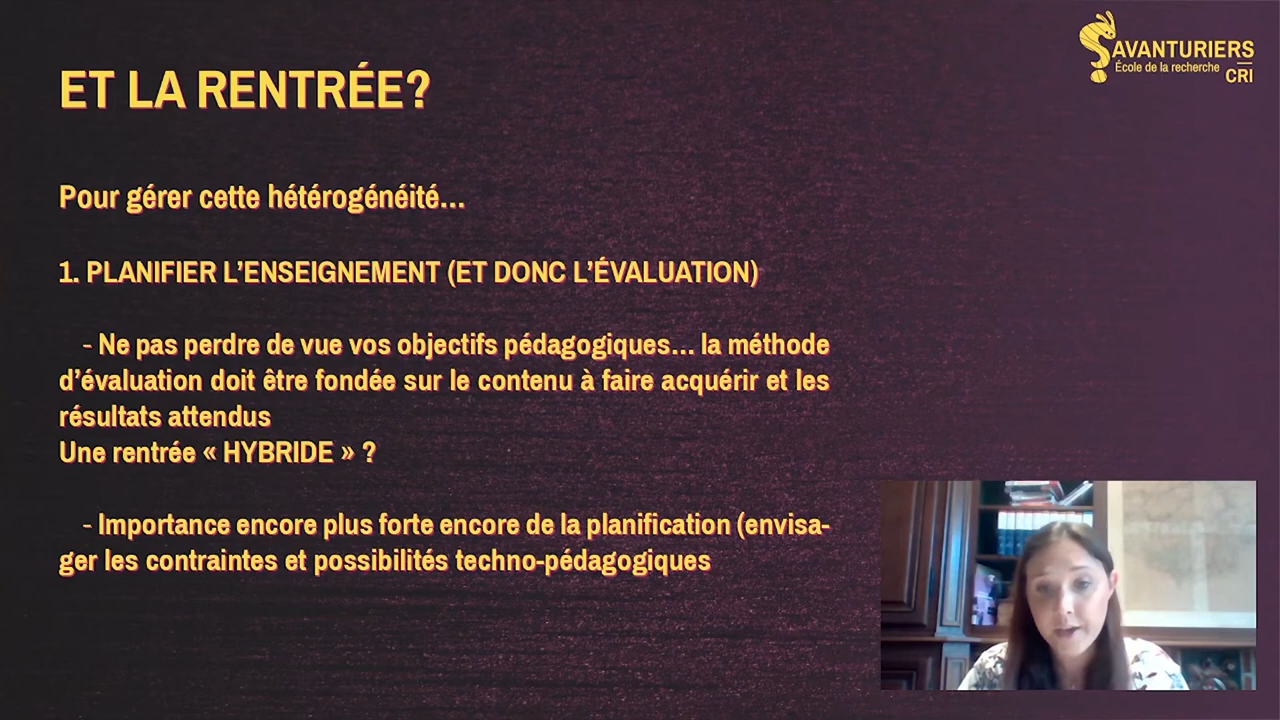 SAVANTURIERS
École de la recherche
CRI
ET LA RENTRÉE?
Pour gérer cette hétérogénéité...
1. PLANIFIER L’ENSEIGNEMENT (ET DONC L’ÉVALUATION)
- Ne pas perdre de vue vos objectifs pédagogiques... la méthode
d’évaluation doit être fondée sur le contenu à faire acquérir et les
résultats attendus
Une rentrée « HYBRIDE » ?
- Importance encore plus forte encore de la planification (envisa-
ger les contraintes et possibilités techno-pédagogiques